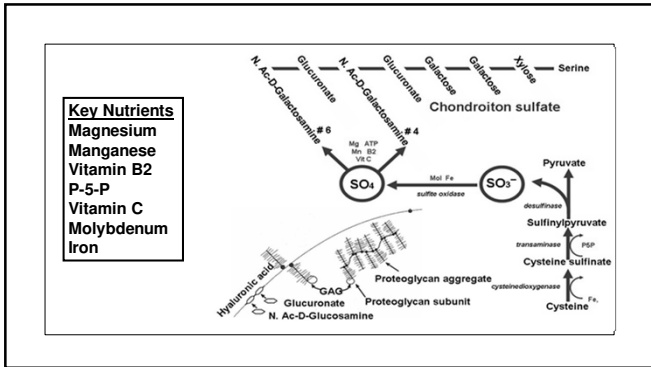 Key Nutrients
Magnesium
Manganese
Vitamin B2
P-5-P
Vitamin C
Molybdenum
Iron
N. Ac-D-Galactosamine
Glucuronate
N. Ac-D-Galactosamine
Glucuronate
Galactose
Galactose
Xylose
Serine
Chondroiton sulfate
# 6
# 4
Mg ATP
Mn B2
Vit C
SO₄
Mol Fe
sulfite oxidase
SO₃⁻
Pyruvate
desulfinase
Sulfinylpyruvate
transaminase
P5P
Cysteine sulfinate
cysteinedioxygenase
Fe,
Cysteine
Proteoglycan aggregate
Proteoglycan subunit
GAG
Glucuronate
N. Ac-D-Glucosamine
Hyaluronic acid